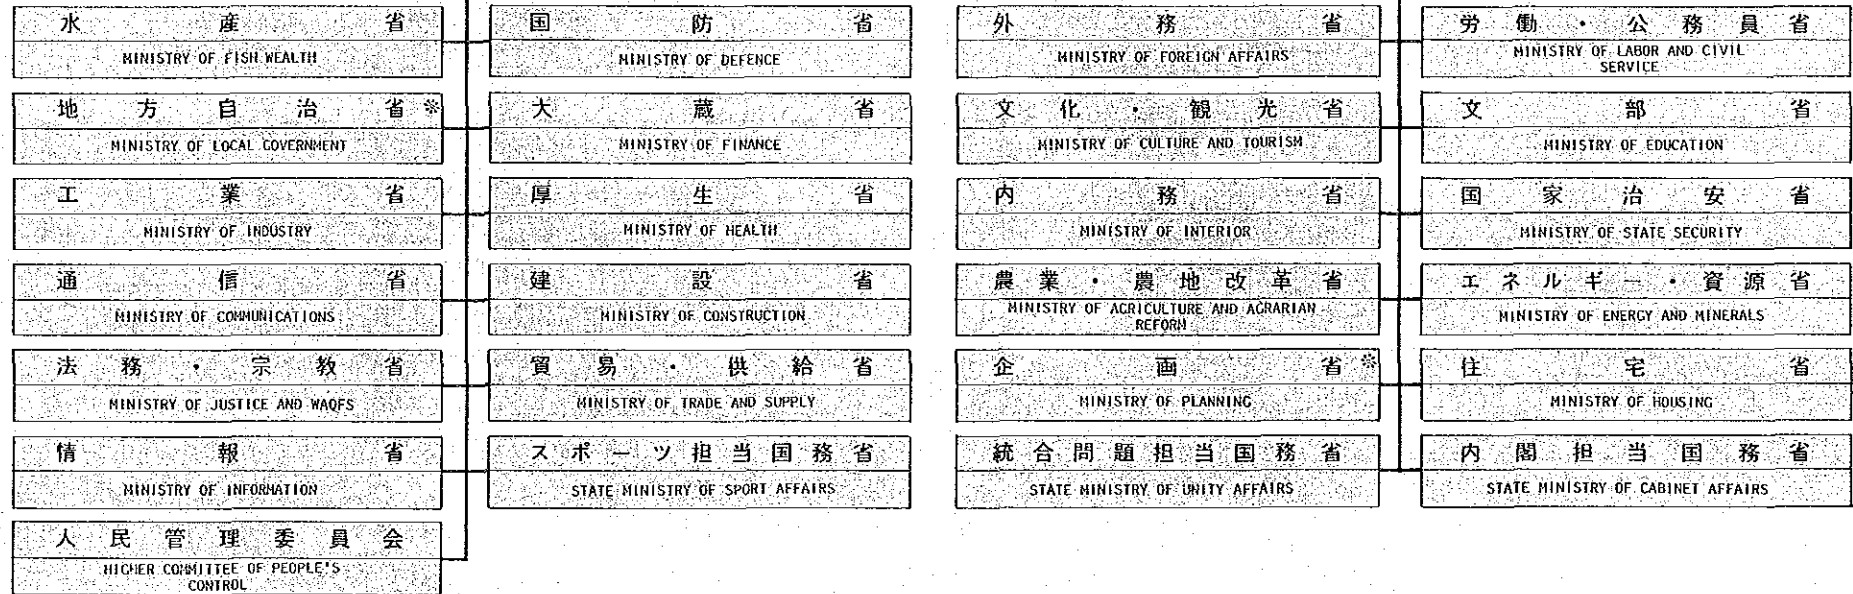 水産省
MINISTRY OF FISH WEALTH
国防省
MINISTRY OF DEFENCE
外務省
MINISTRY OF FOREIGN AFFAIRS
労働・公務員省
MINISTRY OF LABOR AND CIVIL
SERVICE
地方自治省※
MINISTRY OF LOCAL GOVERNMENT
大蔵省
MINISTRY OF FINANCE
文化・観光省
MINISTRY OF CULTURE AND TOURISM
文部省
MINISTRY OF EDUCATION
工業省
MINISTRY OF INDUSTRY
厚生省
MINISTRY OF HEALTH
内務省
MINISTRY OF INTERIOR
国家治安省
MINISTRY OF STATE SECURITY
通信省
MINISTRY OF COMMUNICATIONS
建設省
MINISTRY OF CONSTRUCTION
農業・農地改革省
MINISTRY OF AGRICULTURE AND AGRARIAN
REFORM
エネルギー・資源省
MINISTRY OF ENERGY AND MINERALS
法務・宗教省
MINISTRY OF JUSTICE AND WAQFS
貿易・供給省
MINISTRY OF TRADE AND SUPPLY
企画省※
MINISTRY OF PLANNING
住宅省
MINISTRY OF HOUSING
情報省
MINISTRY OF INFORMATION
スポーツ担当国務省
STATE MINISTRY OF SPORT AFFAIRS
統合問題担当国務省
STATE MINISTRY OF UNITY AFFAIRS
内閣担当国務省
STATE MINISTRY OF CABINET AFFAIRS
人民管理委員会
HIGHER COMMITTEE OF PEOPLE'S
CONTROL